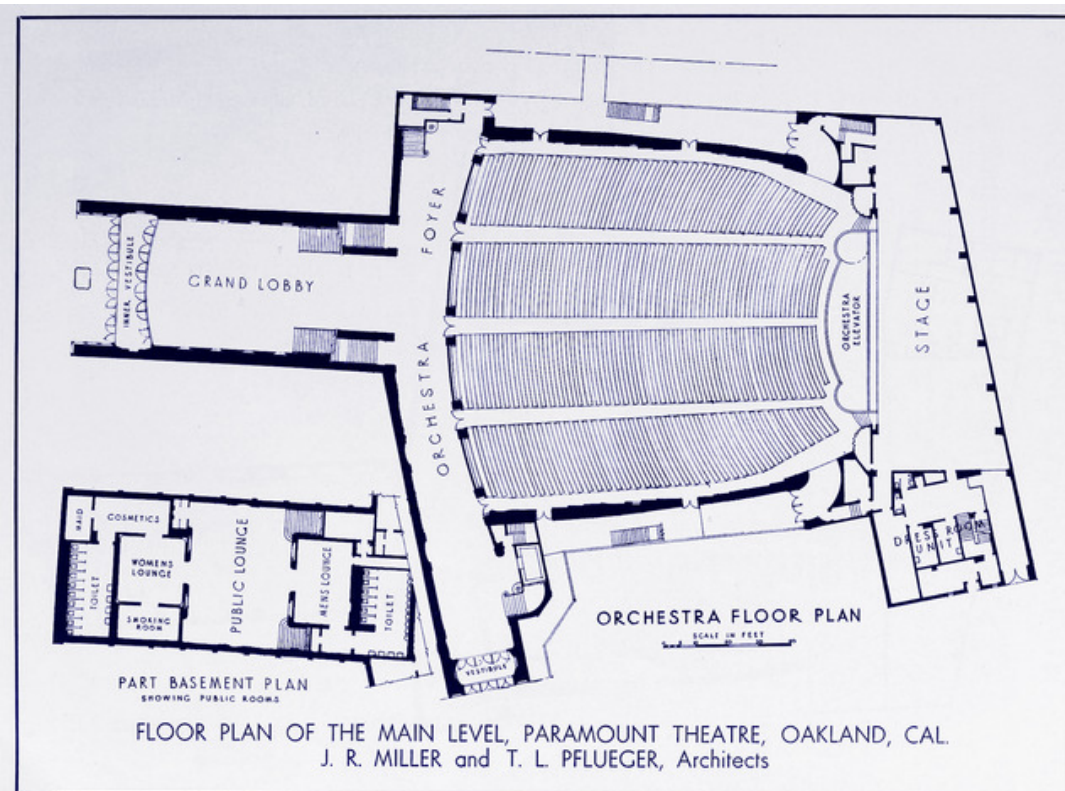 INNER VESTIBULE
GRAND LOBBY
ORCHESTRA FOYER
ORCHESTRA
ELEVATOR
STAGE
DRESS ROOM
UNIT
MAID
COSMETICS
TOILET
WOMENS
LOUNGE
SMOKING
ROOM
PUBLIC LOUNGE
MENS LOUNGE
TOILET
VESTIBULE
ORCHESTRA FLOOR PLAN
SCALE IN FEET
PART BASEMENT PLAN
SHOWING PUBLIC ROOMS
FLOOR PLAN OF THE MAIN LEVEL, PARAMOUNT THEATRE, OAKLAND, CAL.
J. R. MILLER and T. L. PFLUEGER, Architects